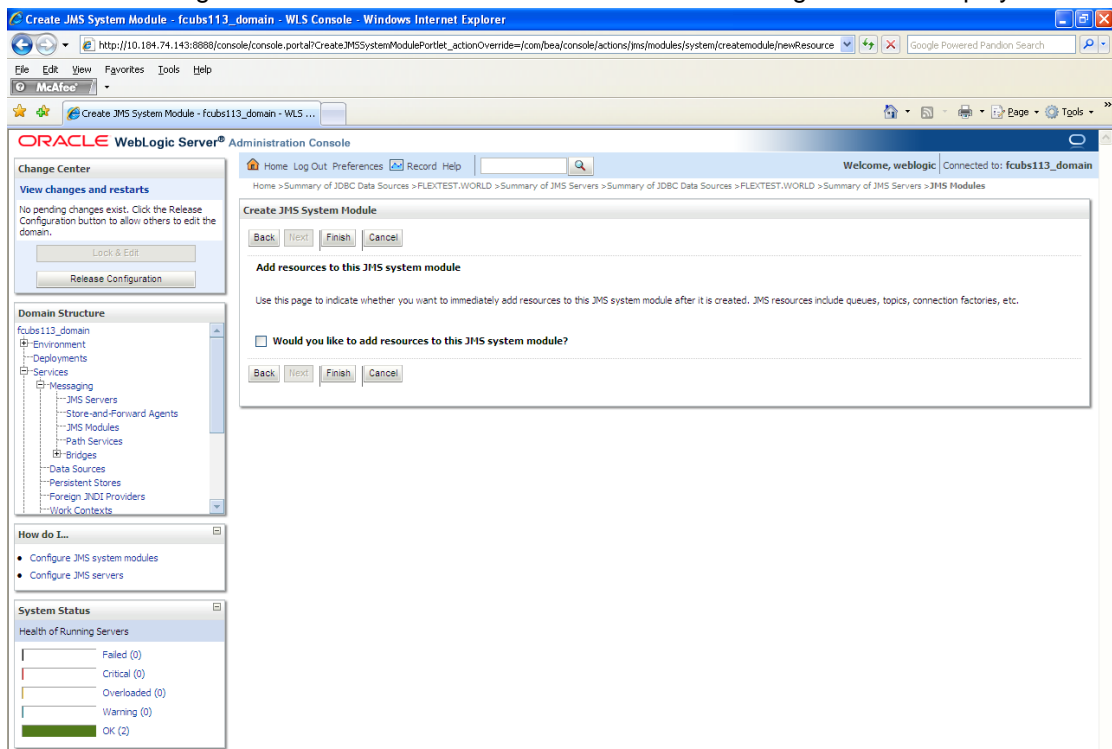 Create JMS System Module - fcubs113_domain - WLS Console - Windows Internet Explorer
http://10.184.74.143:8888/console/console.portal?CreateJMSSystemModulePortlet_actionOverride=/com/bea/console/actions/jms/modules/system/createmodule/newResource
Google Powered Pandion Search
File Edit View Favorites Tools Help
McAfee
Create JMS System Module - fcubs113_domain - WLS ...
Page Tools
ORACLE WebLogic Server® Administration Console
Change Center
View changes and restarts
No pending changes exist. Click the Release
Configuration button to allow others to edit the
domain.
Lock & Edit
Release Configuration
Domain Structure
fcubs113_domain
Environment
Deployments
Services
Messaging
JMS Servers
Store-and-Forward Agents
JMS Modules
Path Services
Bridges
Data Sources
Persistent Stores
Foreign JNDI Providers
Work Contexts
How do I...
Configure JMS system modules
Configure JMS servers
System Status
Health of Running Servers
Failed (0)
Critical (0)
Overloaded (0)
Warning (0)
OK (2)
Home Log Out Preferences Record Help
Welcome, weblogic Connected to: fcubs113_domain
Home >Summary of JDBC Data Sources >FLEXTEST.WORLD >Summary of JMS Servers >Summary of JDBC Data Sources >FLEXTEST.WORLD >Summary of JMS Servers >JMS Modules
Create JMS System Module
Back Next Finish Cancel
Add resources to this JMS system module
Use this page to indicate whether you want to immediately add resources to this JMS system module after it is created. JMS resources include queues, topics, connection factories, etc.
Would you like to add resources to this JMS system module?
Back Next Finish Cancel